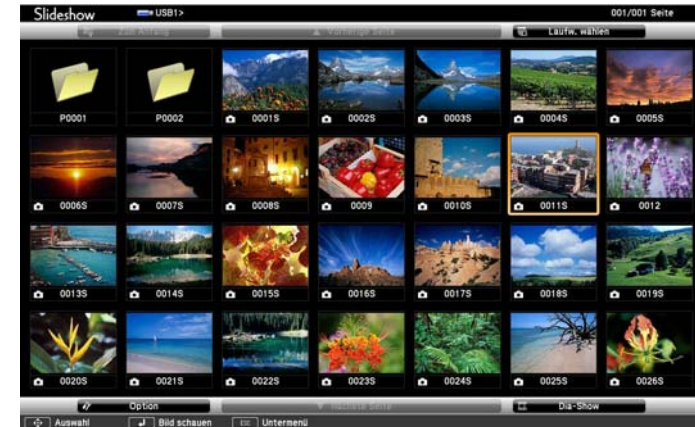 Slideshow USB1> 001/001 Seite
Zum Anfang ▲ Vorherige Seite Laufw. wählen
P0001 P0002 0001S 0002S 0003S 0004S 0005S
0006S 0007S 0008S 0009 0010S 0011S 0012
0013S 0014S 0015S 0016S 0017S 0018S 0019S
0020S 0021S 0022S 0023S 0024S 0025S 0026S
Option ▼ Nächste Seite Dia-Show
Auswahl Bild schauen ESC Untermenü